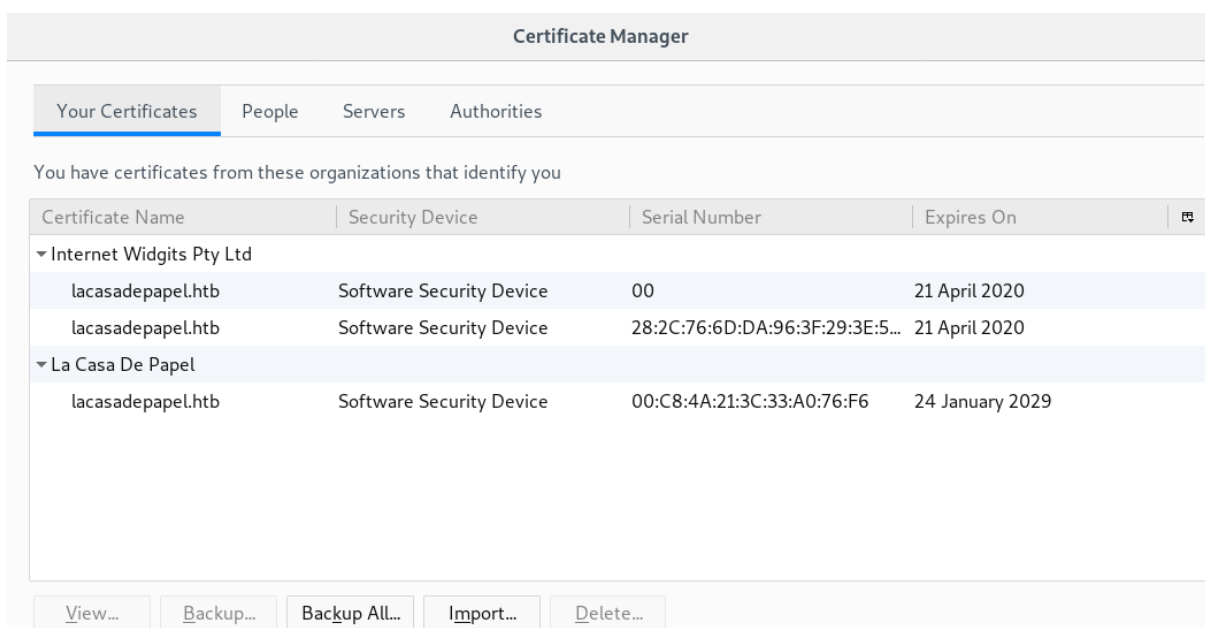 Certificate Manager
Your Certificates People Servers Authorities
You have certificates from these organizations that identify you
Certificate Name Security Device Serial Number Expires On
Internet Widgits Pty Ltd
lacasadepapel.htb Software Security Device 00 21 April 2020
lacasadepapel.htb Software Security Device 28:2C:76:6D:DA:96:3F:29:3E:5... 21 April 2020
La Casa De Papel
lacasadepapel.htb Software Security Device 00:C8:4A:21:3C:33:A0:76:F6 24 January 2029
View... Backup... Backup All... Import... Delete...